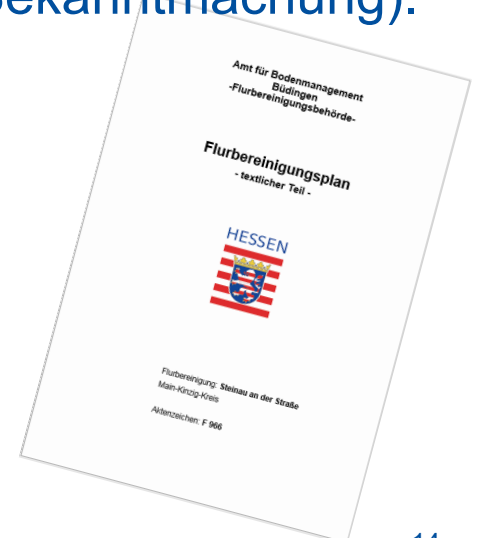 Bekanntmachung).
Amt für Bodenmanagement
Büdingen
-Flurbereinigungsbehörde-
Flurbereinigungsplan
- textlicher Teil -
HESSEN
Flurbereinigung: Steinau an der Straße
Main-Kinzig-Kreis
Aktenzeichen: F 966